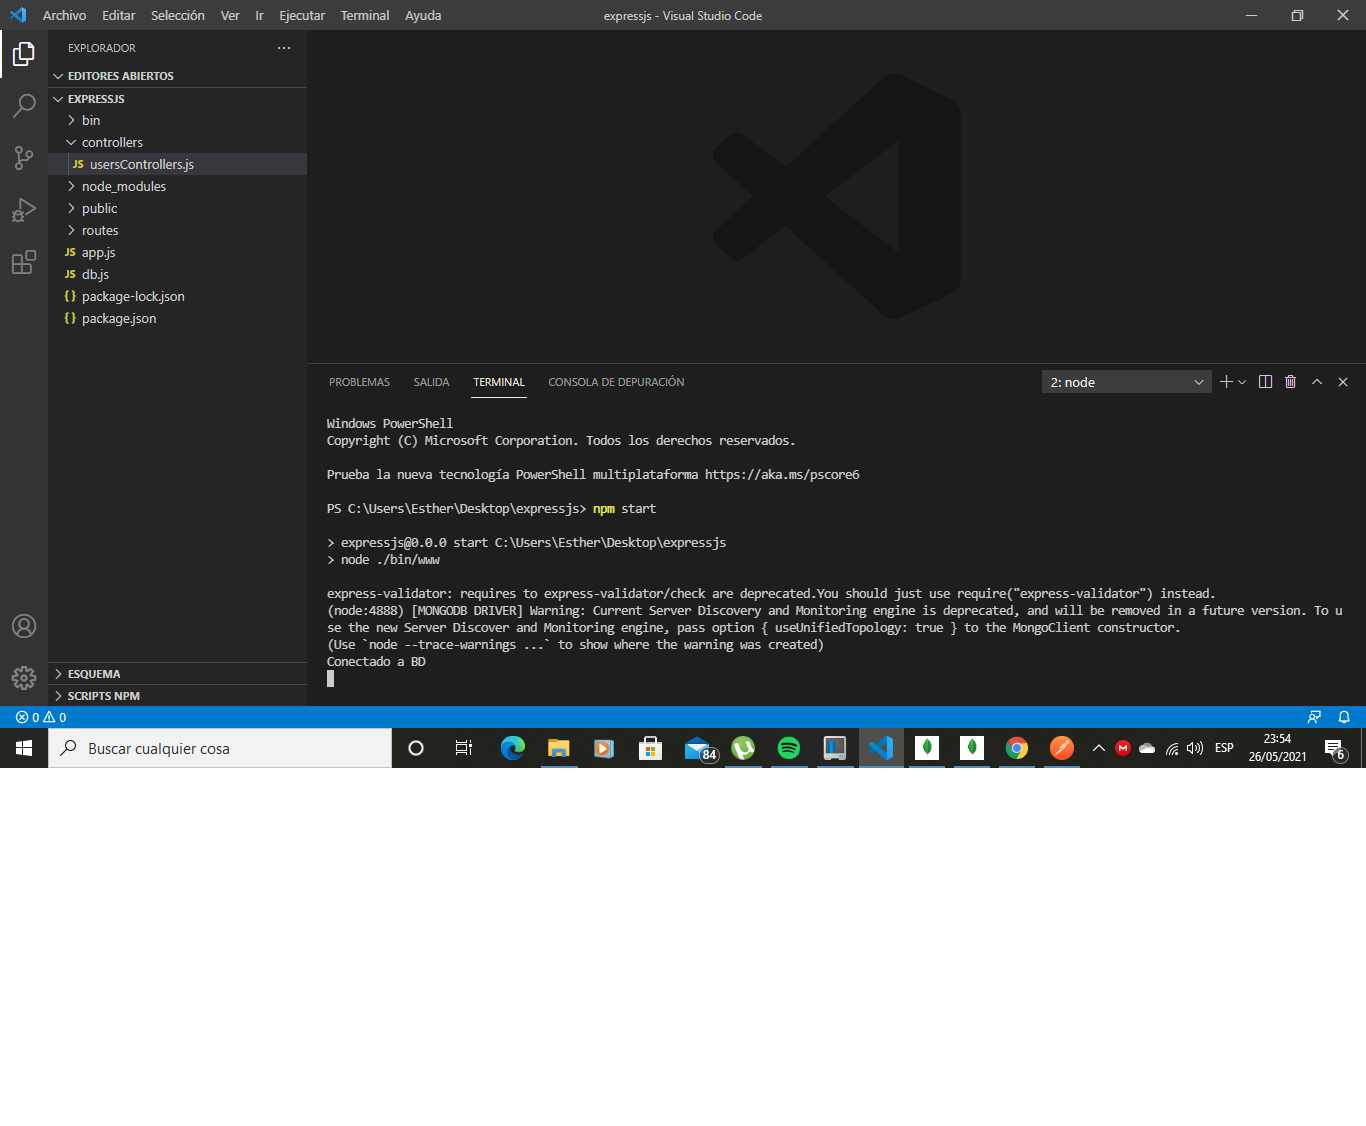 Archivo Editar Selección Ver Ir Ejecutar Terminal Ayuda expressjs - Visual Studio Code
EXPLORADOR
EDITORES ABIERTOS
EXPRESSJS
bin
controllers
JS usersControllers.js
node_modules
public
routes
JS app.js
JS db.js
{} package-lock.json
{} package.json
ESQUEMA
SCRIPTS NPM
PROBLEMAS SALIDA TERMINAL CONSOLA DE DEPURACIÓN 2: node
Windows PowerShell
Copyright (C) Microsoft Corporation. Todos los derechos reservados.
Prueba la nueva tecnología PowerShell multiplataforma https://aka.ms/pscore6
PS C:\Users\Esther\Desktop\expressjs> npm start
> expressjs@0.0.0 start C:\Users\Esther\Desktop\expressjs
> node ./bin/www
express-validator: requires to express-validator/check are deprecated.You should just use require("express-validator") instead.
(node:4888) [MONGODB DRIVER] Warning: Current Server Discovery and Monitoring engine is deprecated, and will be removed in a future version. To u
se the new Server Discover and Monitoring engine, pass option { useUnifiedTopology: true } to the MongoClient constructor.
(Use `node --trace-warnings ...` to show where the warning was created)
Conectado a BD
0 0
Buscar cualquier cosa 84 ESP 23:54
26/05/2021 6